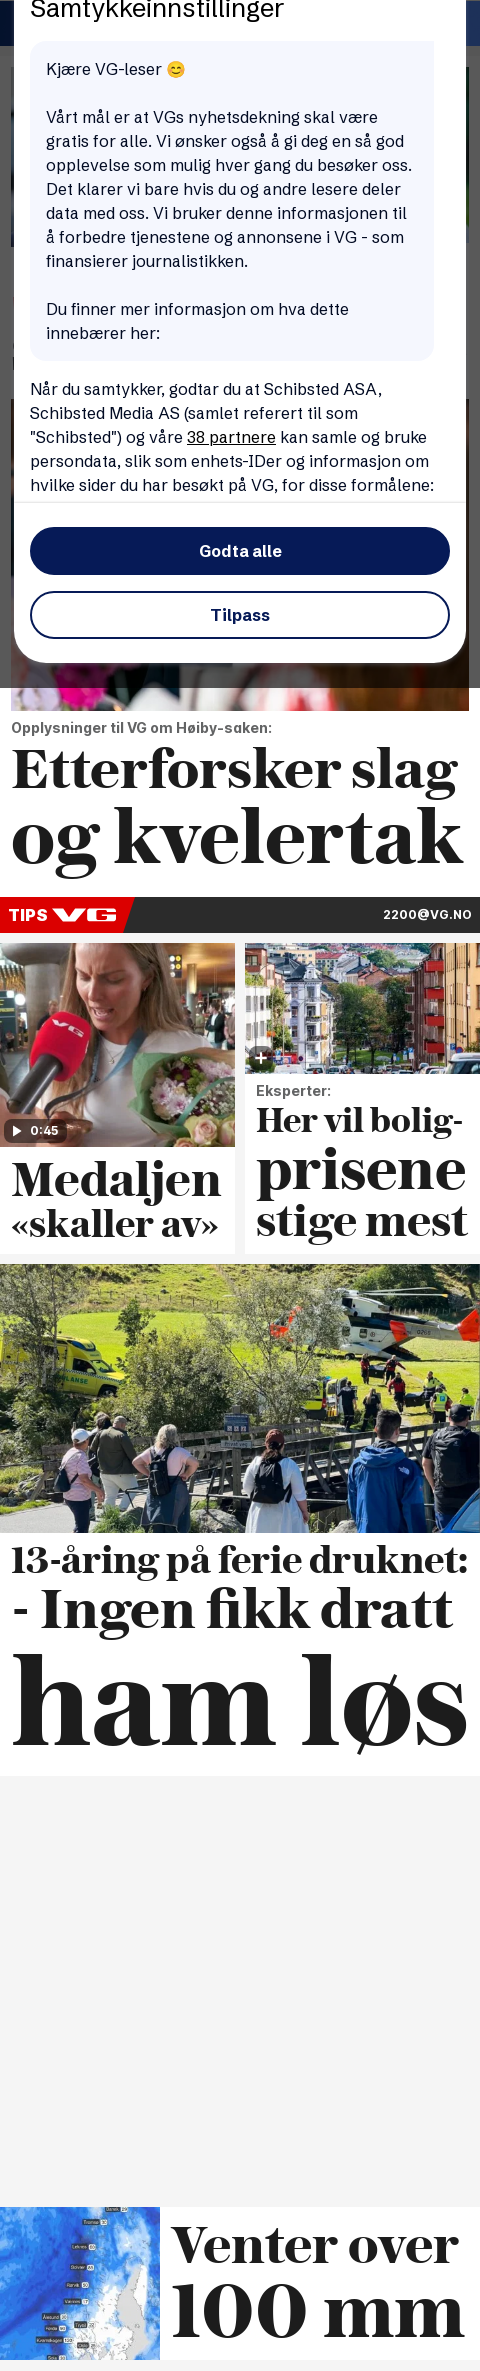 Samtykkeinnstillinger
Kjære VG-leser 😊
Vårt mål er at VGs nyhetsdekning skal være
gratis for alle. Vi ønsker også å gi deg en så god
opplevelse som mulig hver gang du besøker oss.
Det klarer vi bare hvis du og andre lesere deler
data med oss. Vi bruker denne informasjonen til
å forbedre tjenestene og annonsene i VG - som
finansierer journalistikken.
Du finner mer informasjon om hva dette
innebærer her:
Når du samtykker, godtar du at Schibsted ASA,
Schibsted Media AS (samlet referert til som
"Schibsted") og våre 38 partnere kan samle og bruke
persondata, slik som enhets-IDer og informasjon om
hvilke sider du har besøkt på VG, for disse formålene:
Godta alle
Tilpass
Opplysninger til VG om Høiby-saken:
Etterforsker slag
og kvelertak
TIPS VG
2200@VG.NO
VG
0:45
Medaljen
«skaller av»
Eksperter:
Her vil bolig-
prisene
stige mest
13-åring på ferie druknet:
- Ingen fikk dratt
ham løs
Venter over
100 mm